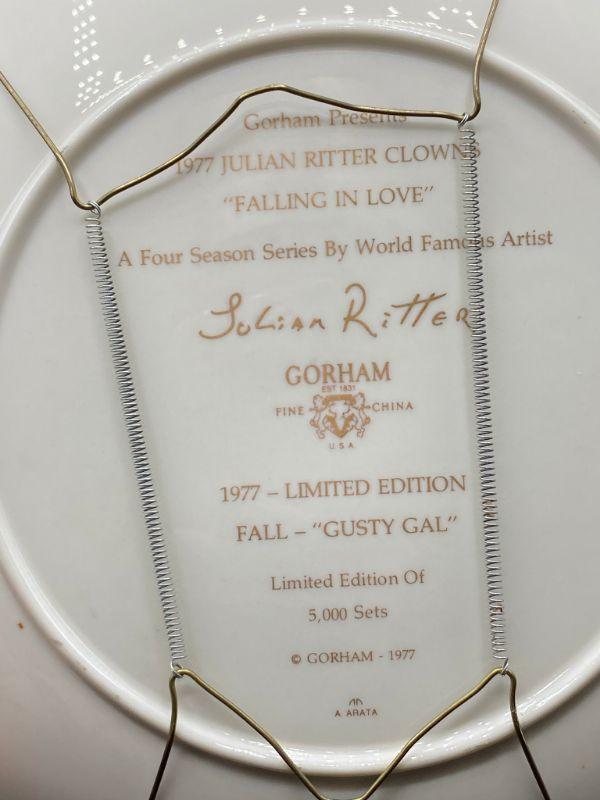 Gorham Presents
1977 JULIAN RITTER CLOWNS
“FALLING IN LOVE”
A Four Season Series By World Famous Artist
Julian Ritter
GORHAM
EST 1831
FINE CHINA
U.S.A.
1977 – LIMITED EDITION
FALL – “GUSTY GAL”
Limited Edition Of
5,000 Sets
© GORHAM - 1977
A ARATA